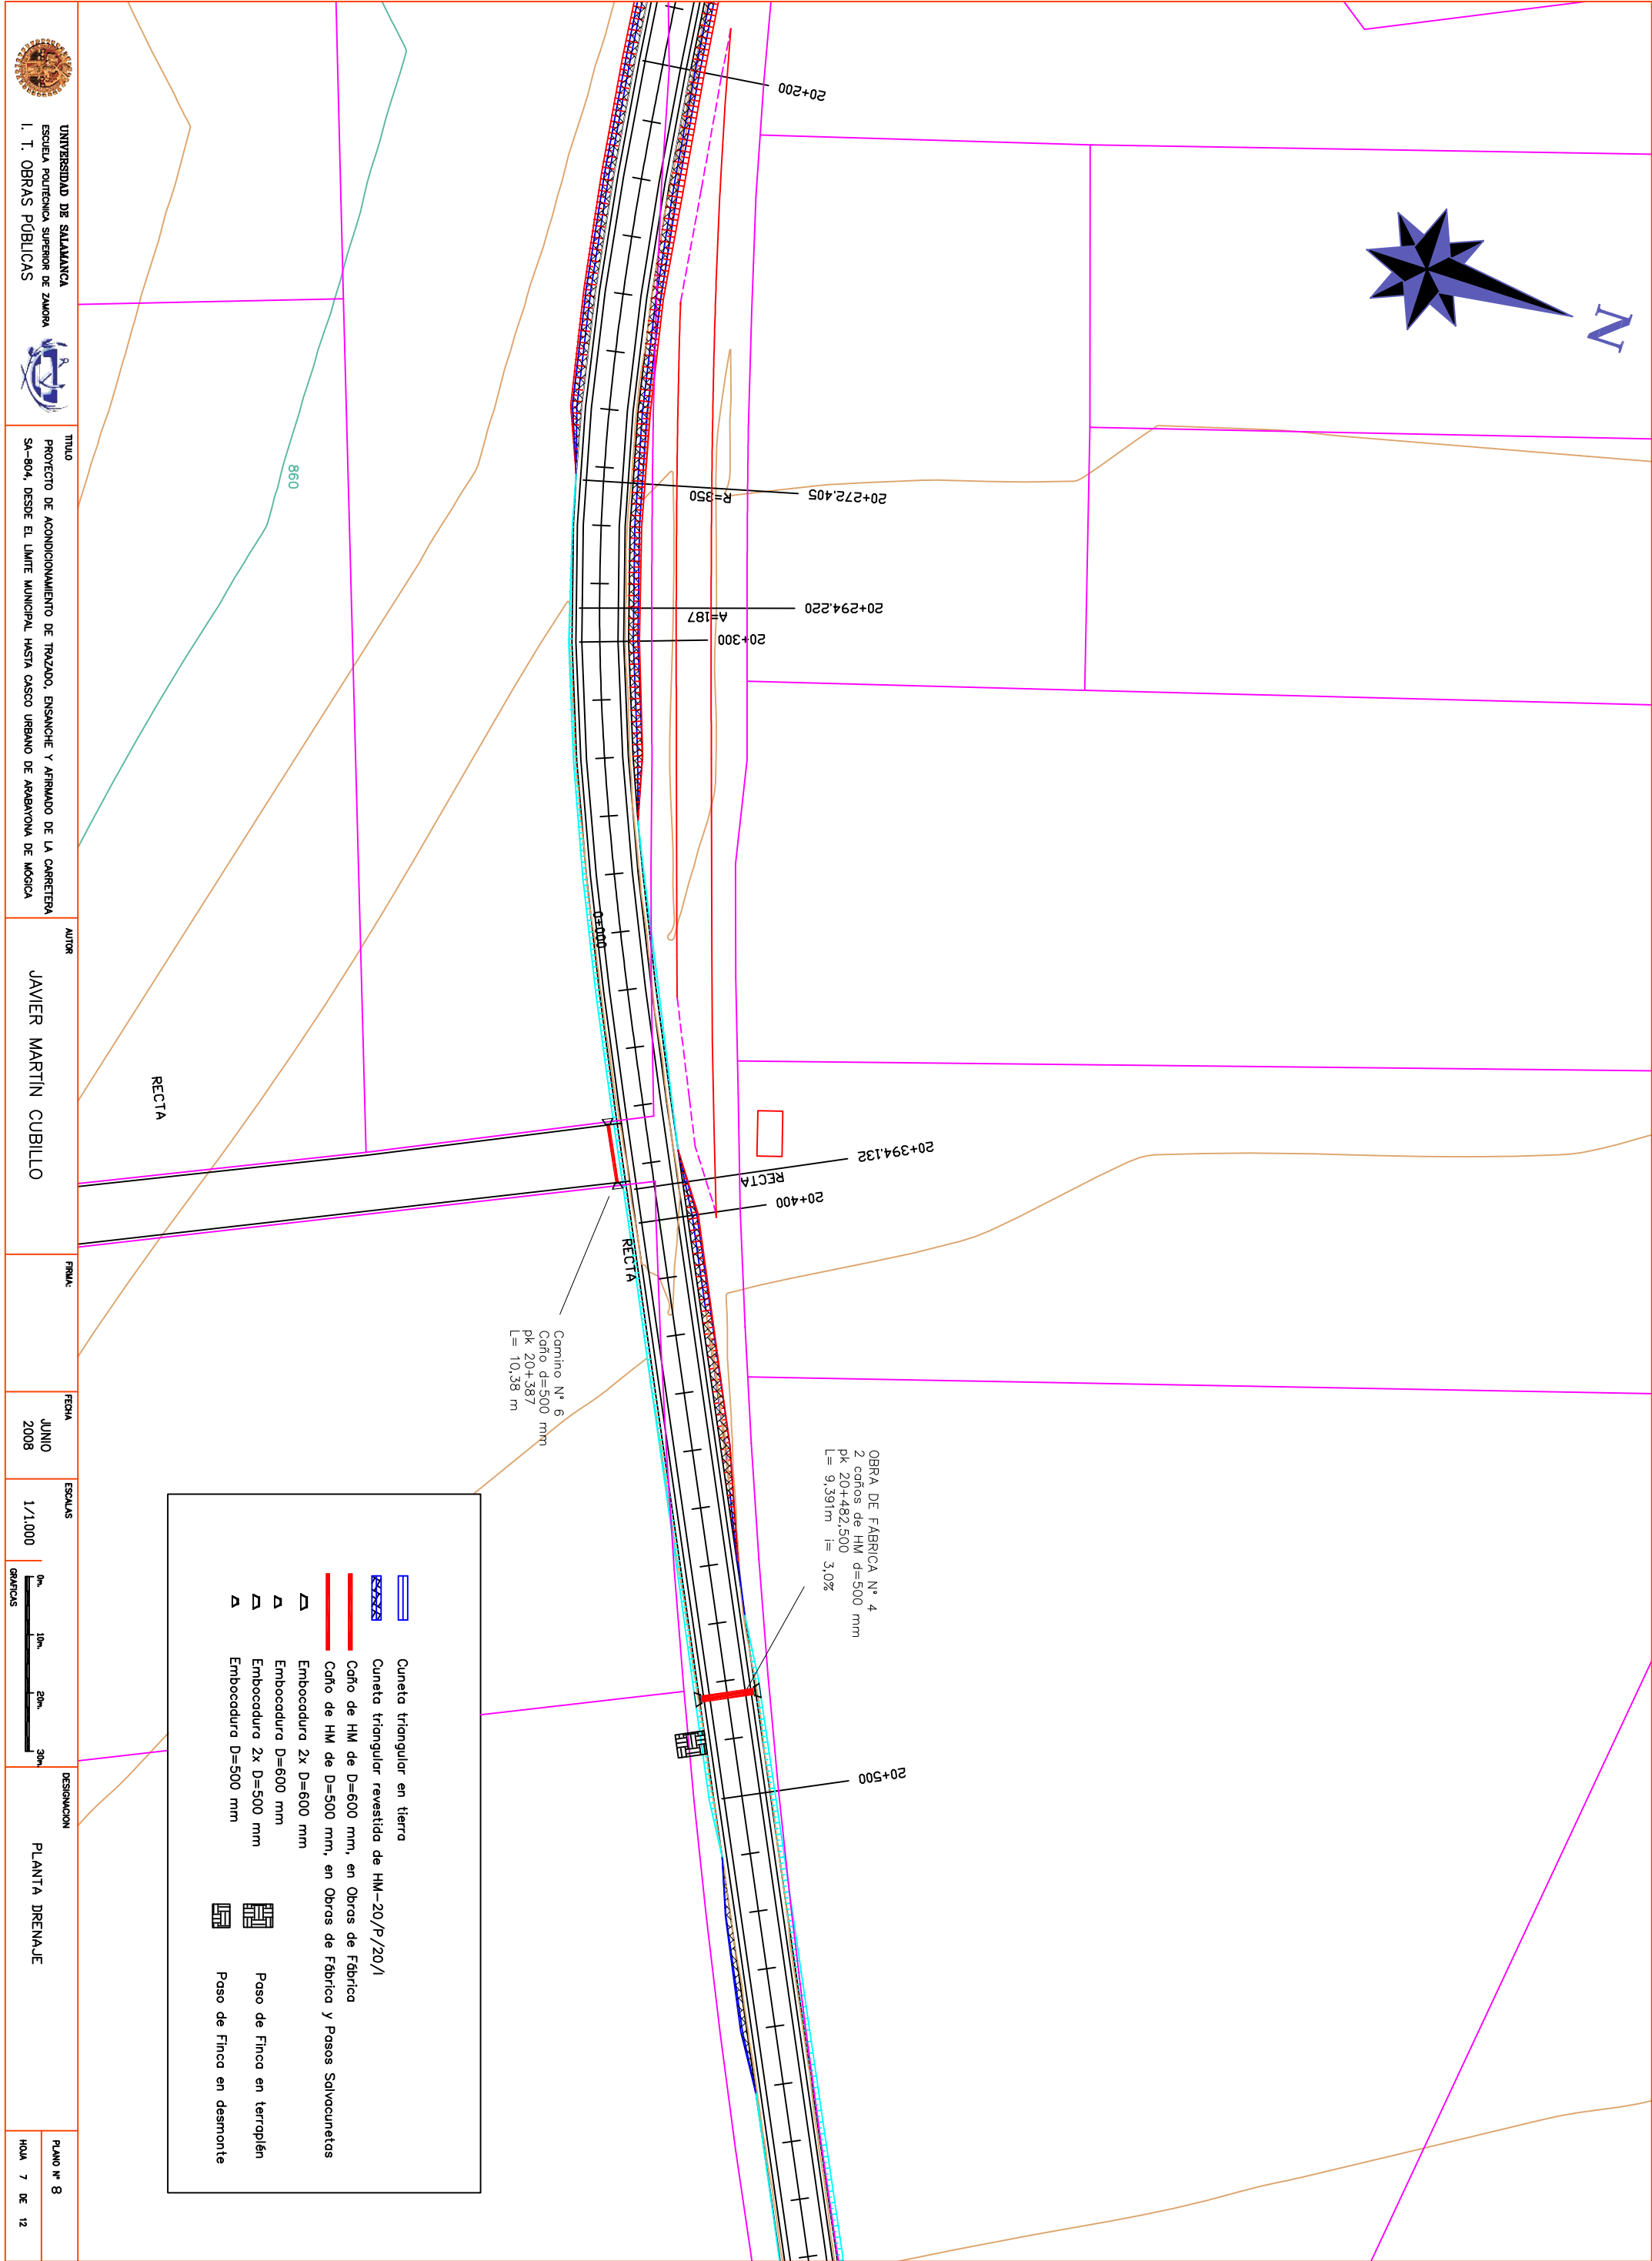 N
20+200
20+272.405
R=350
20+294.220
A=187
20+300
860
0+000
RECTA
20+394.132
RECTA
20+400
RECTA
Camino N° 6
Caño d=500 mm
pk 20+387
L= 10,38 m
OBRA DE FÁBRICA N° 4
2 caños de HM d=500 mm
pk 20+482,500
L= 9,391m i= 3,0%
20+500
Cuneta triangular en tierra
Cuneta triangular revestida de HM-20/P/20/I
Caño de HM de D=600 mm, en Obras de Fábrica
Caño de HM de D=500 mm, en Obras de Fábrica y Pasos Salvacunetas
Embocadura 2x D=600 mm
Embocadura D=600 mm
Embocadura 2x D=500 mm
Embocadura D=500 mm
Paso de Finca en terraplén
Paso de Finca en desmonte
UNIVERSIDAD DE SALAMANCA
ESCUELA POLITÉCNICA SUPERIOR DE ZAMORA
I. T. OBRAS PÚBLICAS
TITULO
PROYECTO DE ACONDICIONAMIENTO DE TRAZADO, ENSANCHE Y AFIRMADO DE LA CARRETERA
SA-804, DESDE EL LÍMITE MUNICIPAL HASTA CASCO URBANO DE ARABAYONA DE MÓGICA
AUTOR
JAVIER MARTÍN CUBILLO
FIRMA:
FECHA
JUNIO
2008
ESCALAS
1/1.000
0m. 10m. 20m. 30m.
GRAFICAS
DESIGNACION
PLANTA DRENAJE
PLANO N° 8
HOJA 7 DE 12